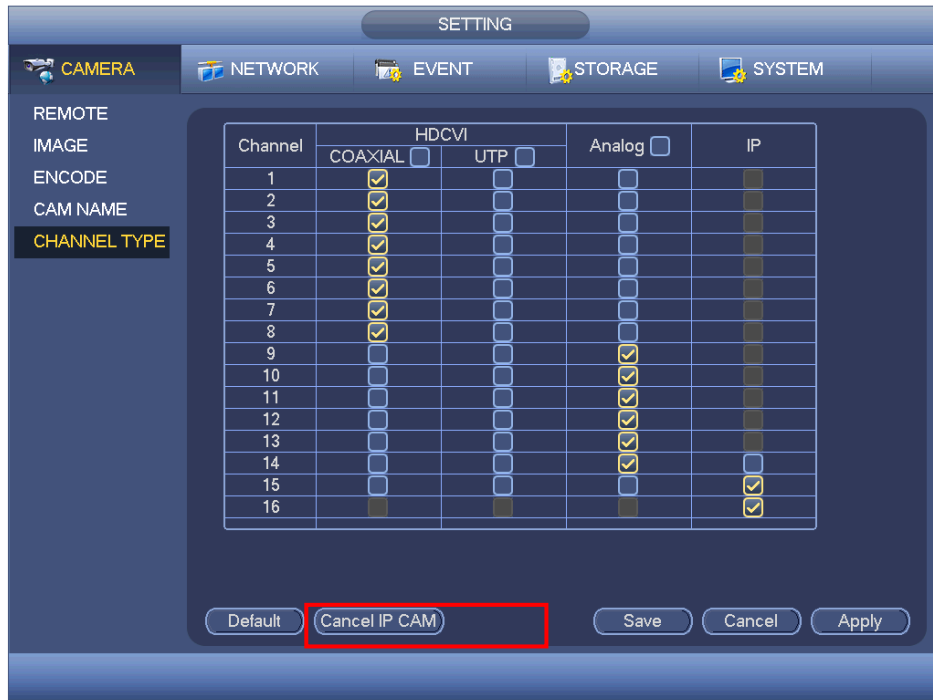 SETTING
CAMERA NETWORK EVENT STORAGE SYSTEM
REMOTE
IMAGE
ENCODE
CAM NAME
CHANNEL TYPE
Channel HDCVI Analog IP
COAXIAL UTP
1
2
3
4
5
6
7
8
9
10
11
12
13
14
15
16
Default Cancel IP CAM Save Cancel Apply